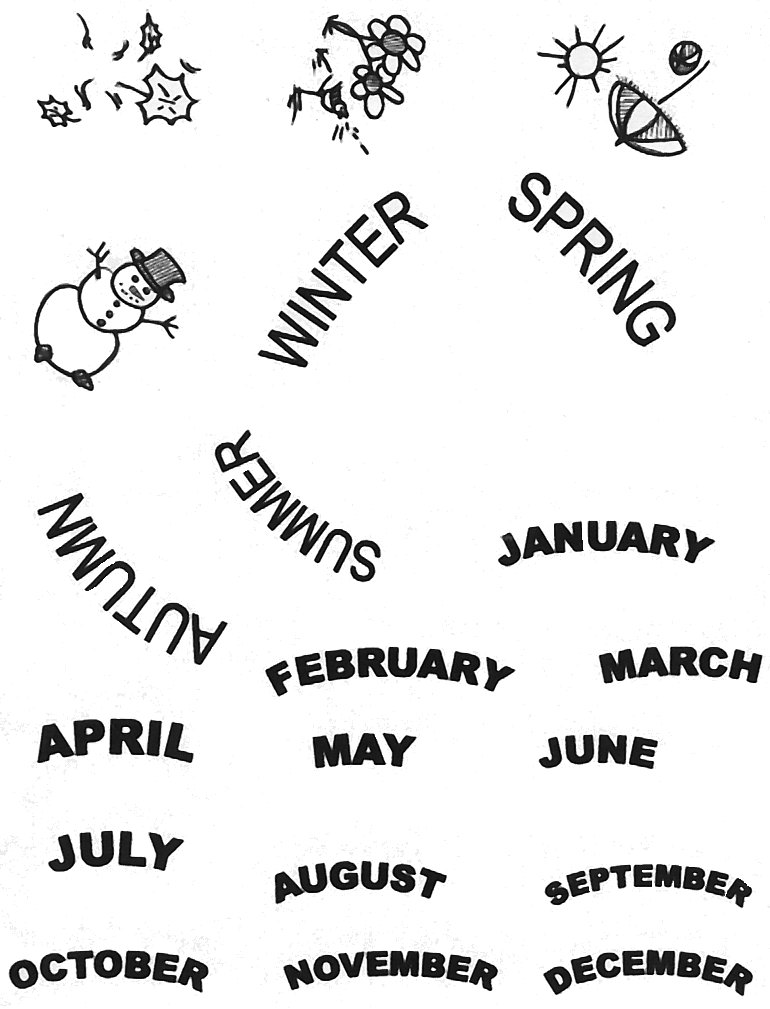 WINTER
SPRING
SUMMER
AUTUMN
JANUARY
FEBRUARY
MARCH
APRIL
MAY
JUNE
JULY
AUGUST
SEPTEMBER
OCTOBER
NOVEMBER
DECEMBER